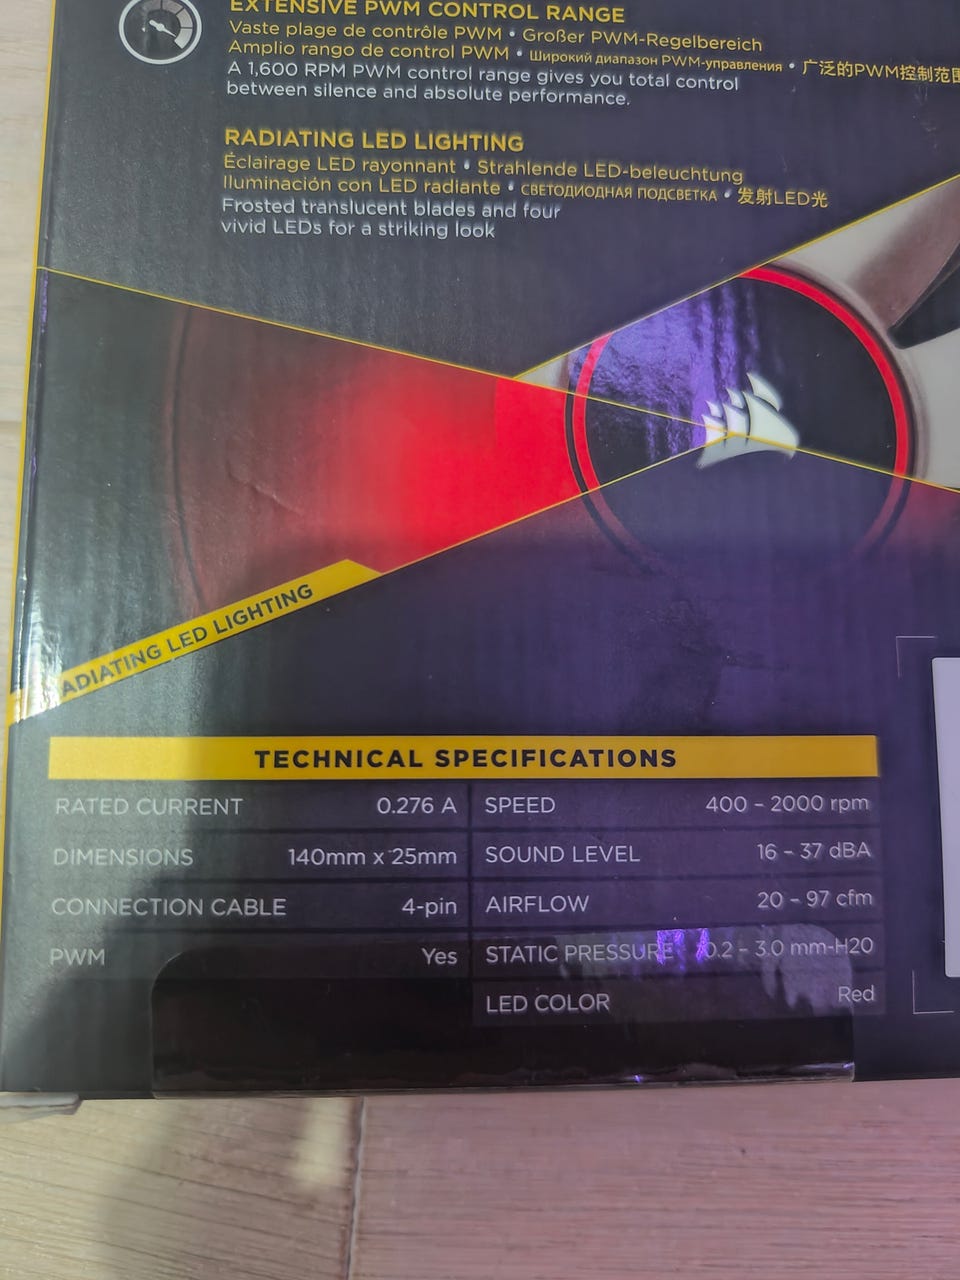 EXTENSIVE PWM CONTROL RANGE
Vaste plage de contrôle PWM • Großer PWM-Regelbereich
Amplio rango de control PWM • Широкий диапазон PWM-управления • 广泛的PWM控制范围
A 1,600 RPM PWM control range gives you total control
between silence and absolute performance.
RADIATING LED LIGHTING
Éclairage LED rayonnant • Strahlende LED-beleuchtung
Iluminación con LED radiante • СВЕТОДИОДНАЯ ПОДСВЕТКА • 发射LED光
Frosted translucent blades and four
vivid LEDs for a striking look
ADIATING LED LIGHTING
TECHNICAL SPECIFICATIONS
RATED CURRENT 0.276 A
DIMENSIONS 140mm x 25mm
CONNECTION CABLE 4-pin
PWM Yes
SPEED 400 – 2000 rpm
SOUND LEVEL 16 – 37 dBA
AIRFLOW 20 – 97 cfm
STATIC PRESSURE 0.2 – 3.0 mm-H20
LED COLOR Red